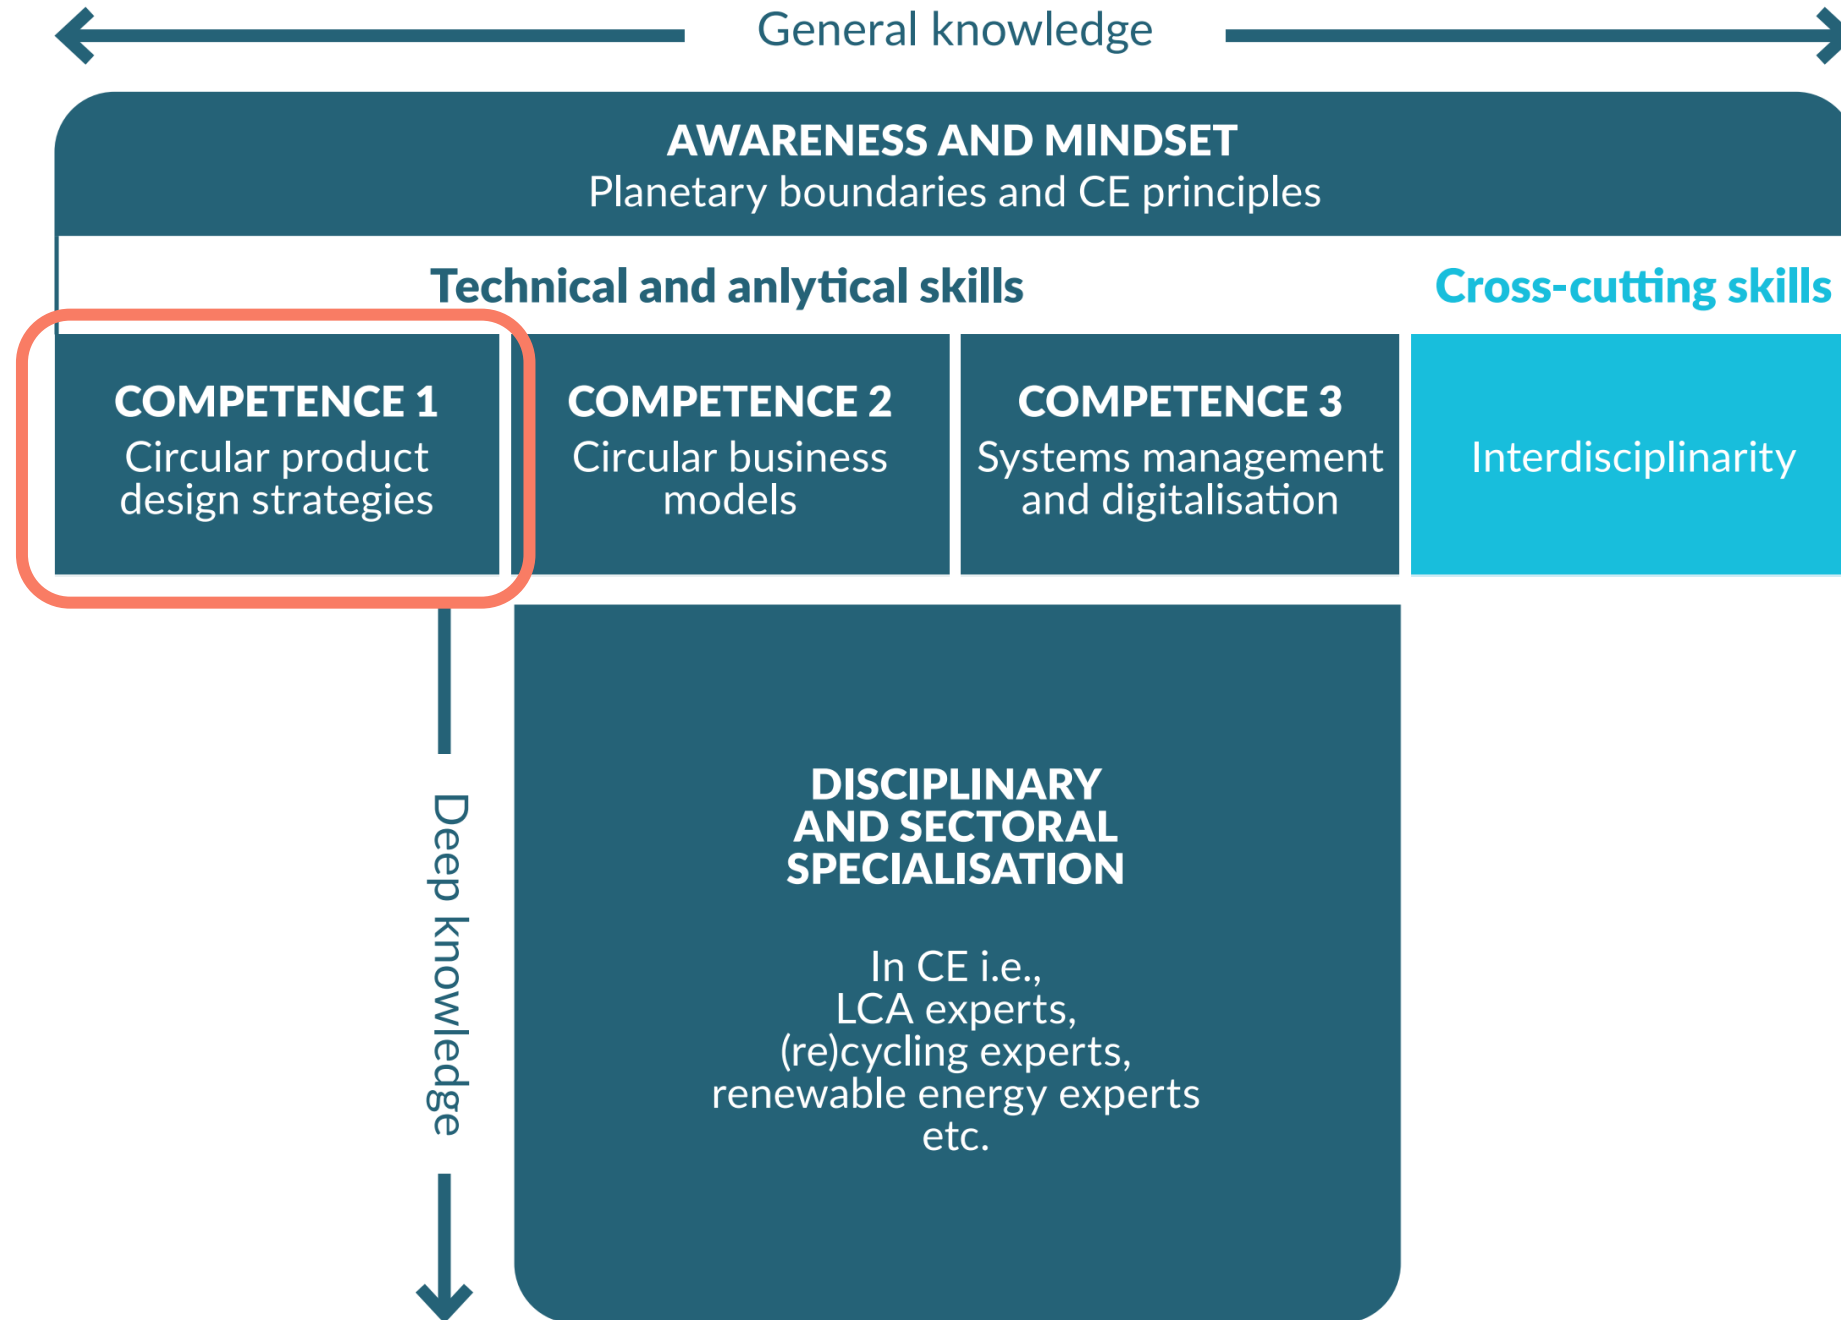 General knowledge
AWARENESS AND MINDSET
Planetary boundaries and CE principles
Technical and anlytical skills
Cross-cutting skills
COMPETENCE 1
Circular product
design strategies
COMPETENCE 2
Circular business
models
COMPETENCE 3
Systems management
and digitalisation
Interdisciplinarity
Deep knowledge
DISCIPLINARY
AND SECTORAL
SPECIALISATION
In CE i.e.,
LCA experts,
(re)cycling experts,
renewable energy experts
etc.